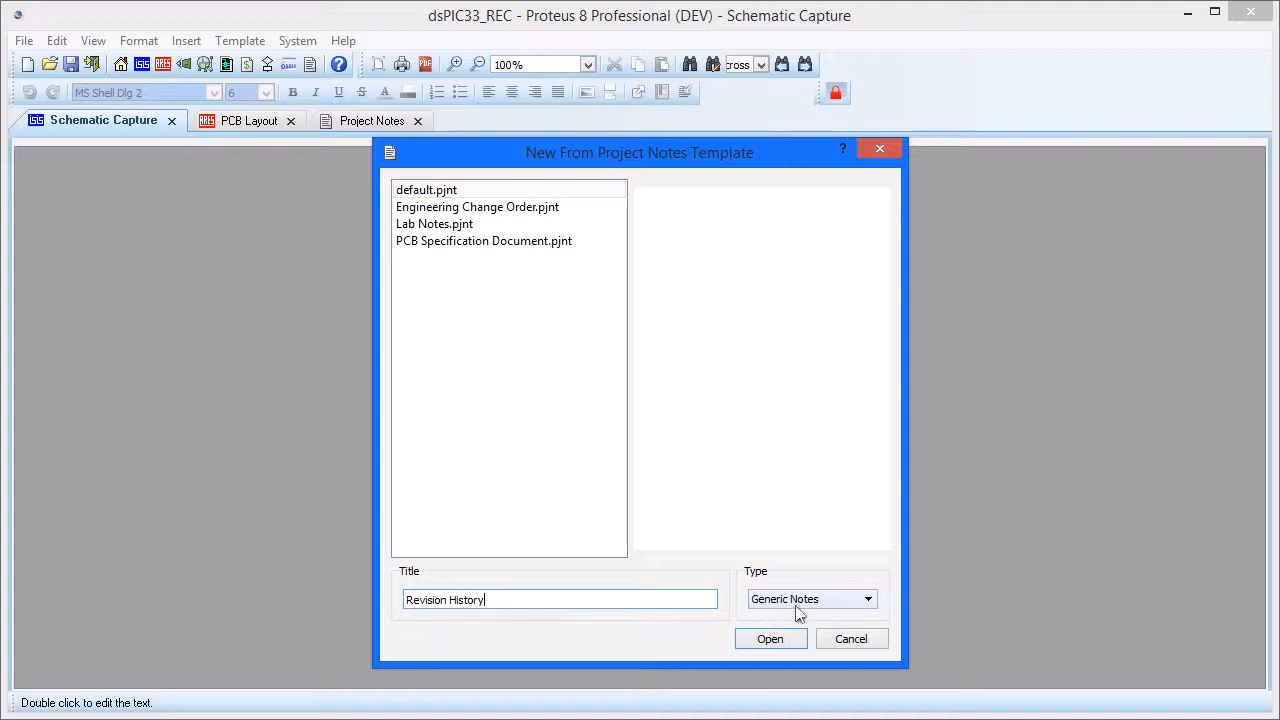 dsPIC33_REC - Proteus 8 Professional (DEV) - Schematic Capture
File Edit View Format Insert Template System Help
100% cross
MS Shell Dlg 2 6 B I U S A
Schematic Capture PCB Layout Project Notes
New From Project Notes Template
default.pjnt
Engineering Change Order.pjnt
Lab Notes.pjnt
PCB Specification Document.pjnt
Title Type
Revision History Generic Notes
Open Cancel
Double click to edit the text.